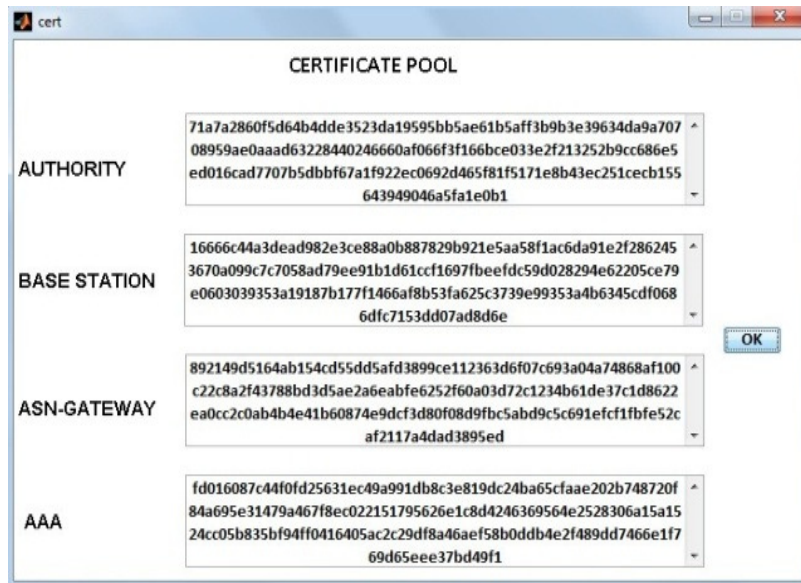 cert
CERTIFICATE POOL
AUTHORITY
71a7a2860f5d64b4dde3523da19595bb5ae61b5aff3b9b3e39634da9a707
08959ae0aaad63228440246660af066f3f166bce033e2f213252b9cc686e5
ed016cad7707b5dbbf67a1f922ec0692d465f81f5171e8b43ec251cecb155
643949046a5fa1e0b1
BASE STATION
16666c44a3dead982e3ce88a0b887829b921e5aa58f1ac6da91e2f286245
3670a099c7c7058ad79ee91b1d61ccf1697fbeefdc59d028294e62205ce79
e0603039353a19187b177f1466af8b53fa625c3739e99353a4b6345cdf068
6dfc7153dd07ad8d6e
OK
ASN-GATEWAY
892149d5164ab154cd55dd5afd3899ce112363d6f07c693a04a74868af100
c22c8a2f43788bd3d5ae2a6eabfe6252f60a03d72c1234b61de37c1d8622
ea0cc2c0ab4b4e41b60874e9dcf3d80f08d9fbc5abd9c5c691efcf1fbfe52c
af2117a4dad3895ed
AAA
fd016087c44f0fd25631ec49a991db8c3e819dc24ba65cfaae202b748720f
84a695e31479a467f8ec022151795626e1c8d4246369564e2528306a15a15
24cc05b835bf94ff0416405ac2c29df8a46aef58b0ddb4e2f489dd7466e1f7
69d65eee37bd49f1